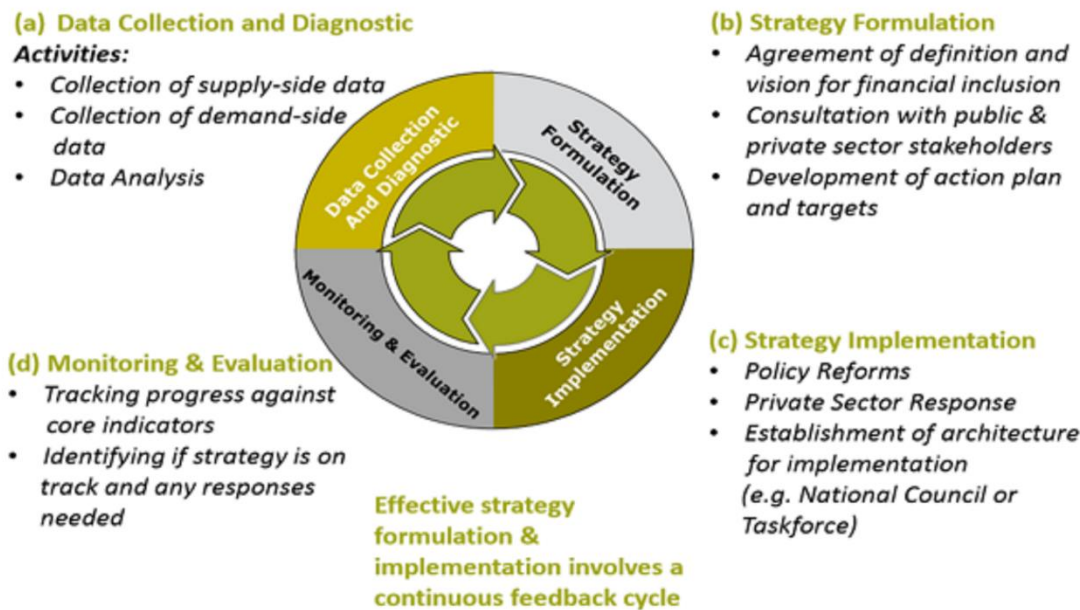 (a) Data Collection and Diagnostic
Activities:
• Collection of supply-side data
• Collection of demand-side
data
• Data Analysis
(b) Strategy Formulation
• Agreement of definition and
vision for financial inclusion
• Consultation with public &
private sector stakeholders
• Development of action plan
and targets
Data Collection
And Diagnostic
Strategy
Formulation
Monitoring & Evaluation
Strategy
Implementation
(d) Monitoring & Evaluation
• Tracking progress against
core indicators
• Identifying if strategy is on
track and any responses
needed
(c) Strategy Implementation
• Policy Reforms
• Private Sector Response
• Establishment of architecture
for implementation
(e.g. National Council or
Taskforce)
Effective strategy
formulation &
implementation involves a
continuous feedback cycle